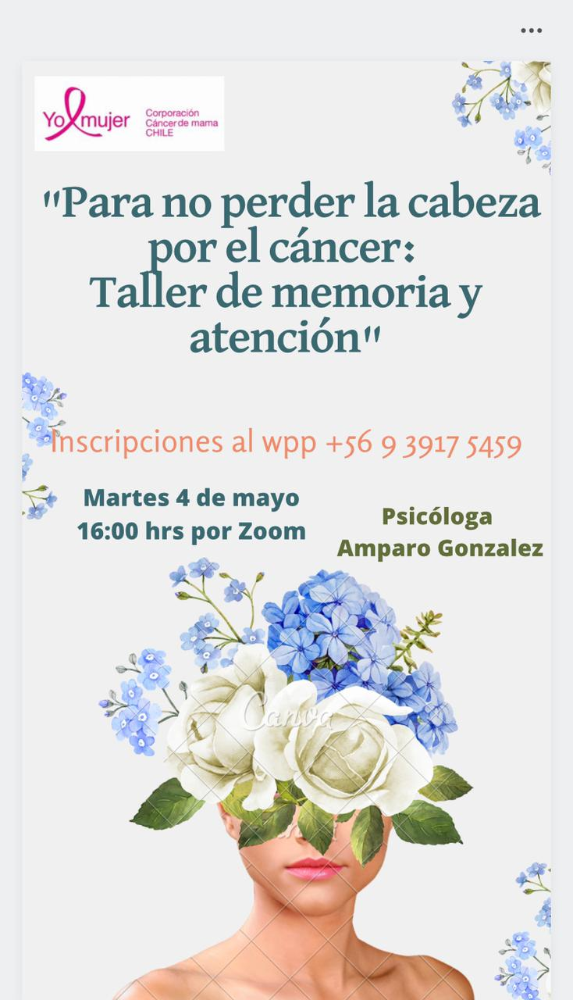 Yo mujer
Corporación
Cáncer de mama
CHILE
"Para no perder la cabeza
por el cáncer:
Taller de memoria y
atención"
Inscripciones al wpp +56 9 3917 5459
Martes 4 de mayo
16:00 hrs por Zoom
Psicóloga
Amparo Gonzalez
Canva